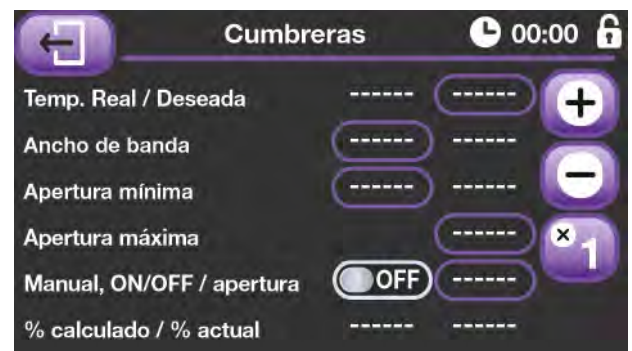 Cumbreras 00:00
Temp. Real / Deseada ------ ------
Ancho de banda ------ ------
Apertura mínima ------ ------
Apertura máxima ------
Manual, ON/OFF / apertura OFF ------
% calculado / % actual ------ ------
+
−
×1